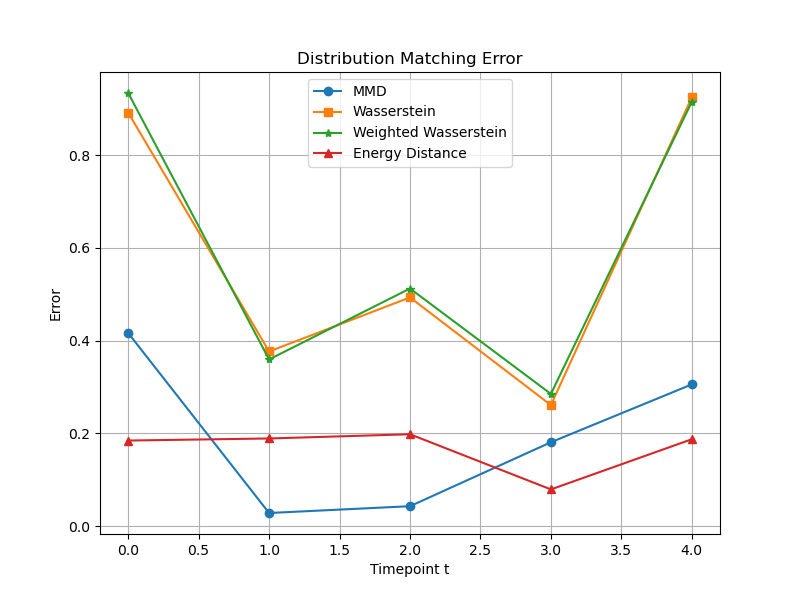 Distribution Matching Error
MMD
Wasserstein
Weighted Wasserstein
Energy Distance
Error
0.8
0.6
0.4
0.2
0.0
0.0 0.5 1.0 1.5 2.0 2.5 3.0 3.5 4.0
Timepoint t